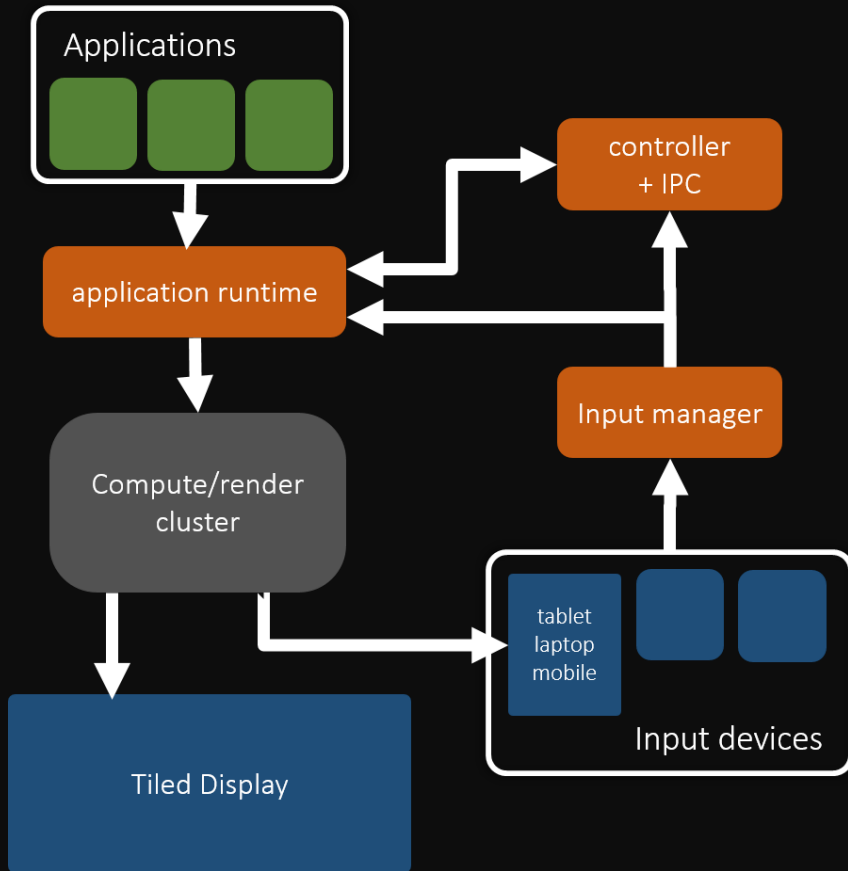 Applications
controller
+ IPC
application runtime
Input manager
Compute/render
cluster
tablet
laptop
mobile
Input devices
Tiled Display